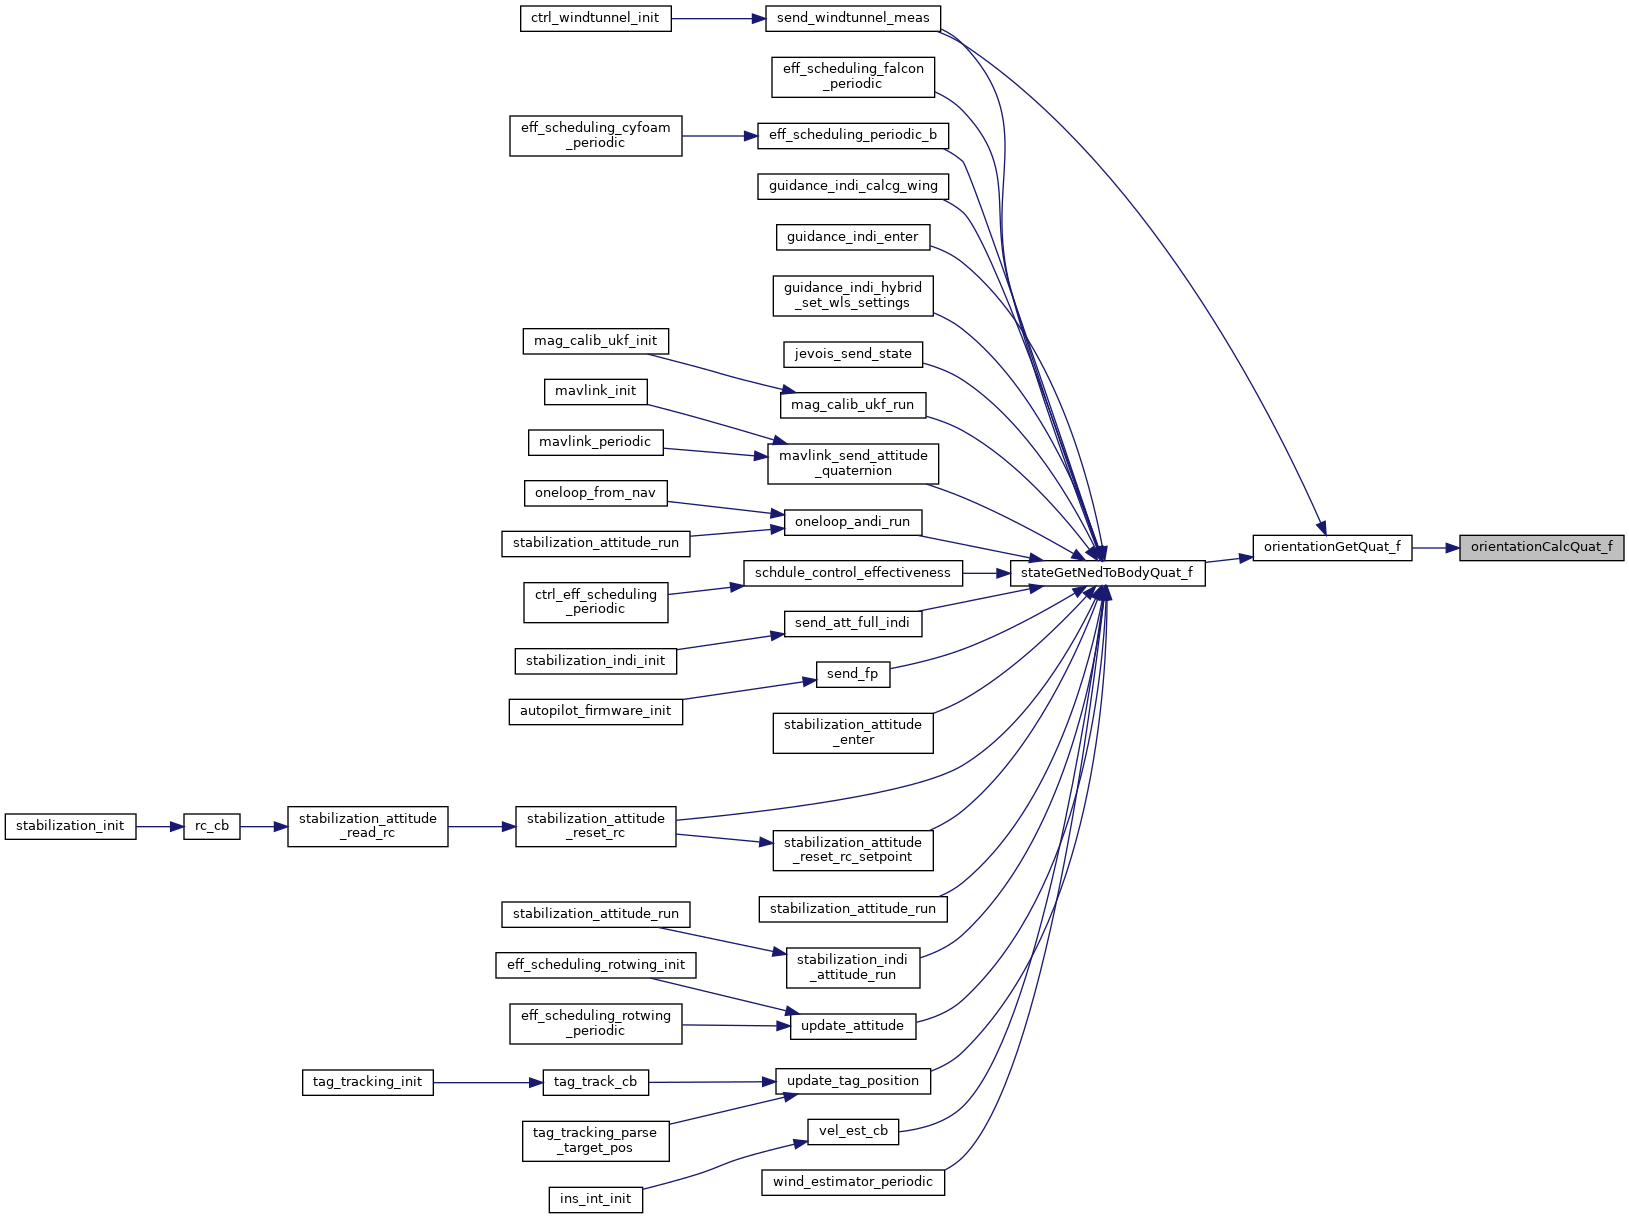 ctrl_windtunnel_init
send_windtunnel_meas
eff_scheduling_falcon
_periodic
eff_scheduling_cyfoam
_periodic
eff_scheduling_periodic_b
guidance_indi_calcg_wing
guidance_indi_enter
guidance_indi_hybrid
_set_wls_settings
mag_calib_ukf_init
jevois_send_state
mavlink_init
mag_calib_ukf_run
mavlink_periodic
mavlink_send_attitude
_quaternion
oneloop_from_nav
oneloop_andi_run
stabilization_attitude_run
orientationGetQuat_f
orientationCalcQuat_f
schdule_control_effectiveness
stateGetNedToBodyQuat_f
ctrl_eff_scheduling
_periodic
send_att_full_indi
stabilization_indi_init
send_fp
autopilot_firmware_init
stabilization_attitude
_enter
stabilization_init
rc_cb
stabilization_attitude
_read_rc
stabilization_attitude
_reset_rc
stabilization_attitude
_reset_rc_setpoint
stabilization_attitude_run
stabilization_attitude_run
stabilization_indi
_attitude_run
eff_scheduling_rotwing_init
eff_scheduling_rotwing
_periodic
update_attitude
tag_tracking_init
tag_track_cb
update_tag_position
tag_tracking_parse
_target_pos
vel_est_cb
wind_estimator_periodic
ins_int_init